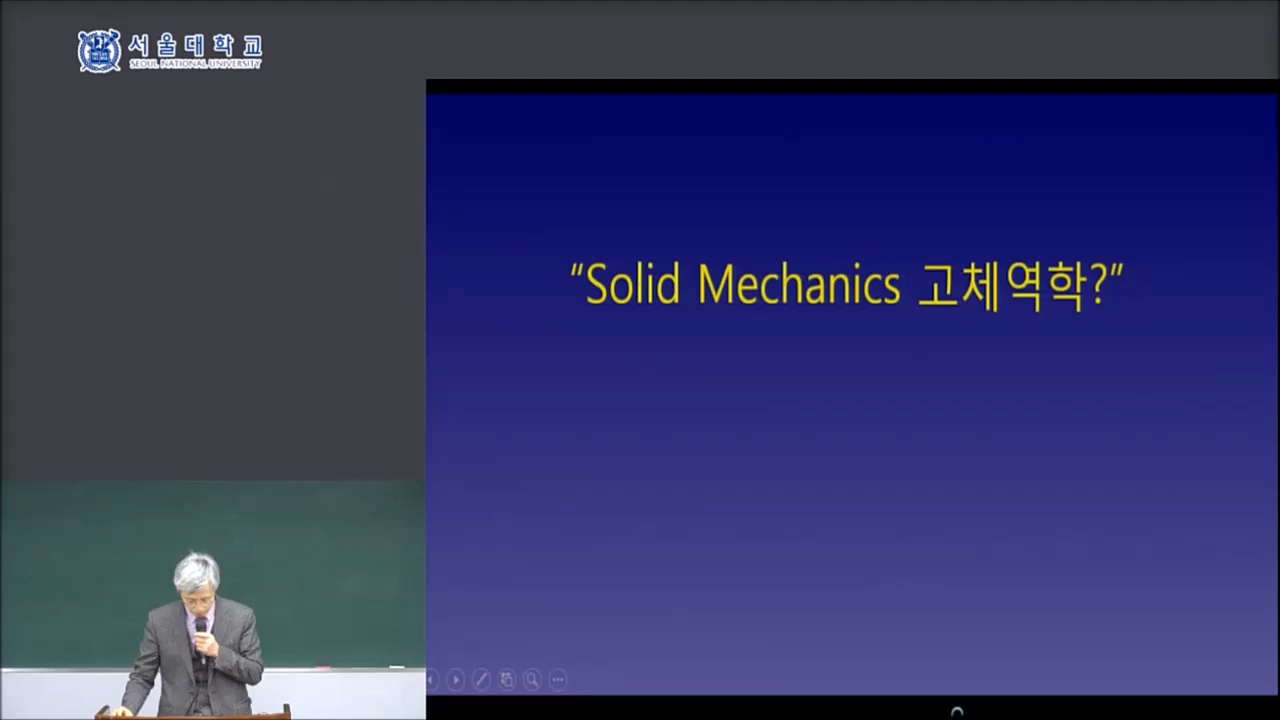 서울대학교
SEOUL NATIONAL UNIVERSITY
“Solid Mechanics 고체역학?”